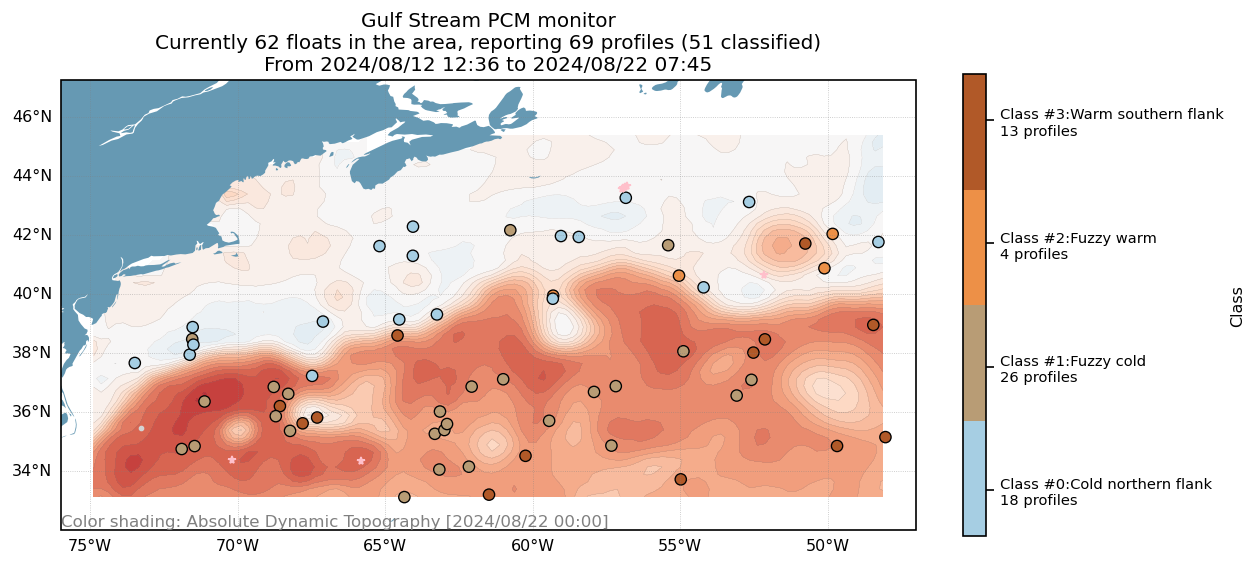 Gulf Stream PCM monitor
Currently 62 floats in the area, reporting 69 profiles (51 classified)
From 2024/08/12 12:36 to 2024/08/22 07:45
46°N
44°N
42°N
40°N
38°N
36°N
34°N
Color shading: Absolute Dynamic Topography [2024/08/22 00:00]
75°W
70°W
65°W
60°W
55°W
50°W
Class #3:Warm southern flank
13 profiles
Class #2:Fuzzy warm
4 profiles
Class #1:Fuzzy cold
26 profiles
Class #0:Cold northern flank
18 profiles
Class